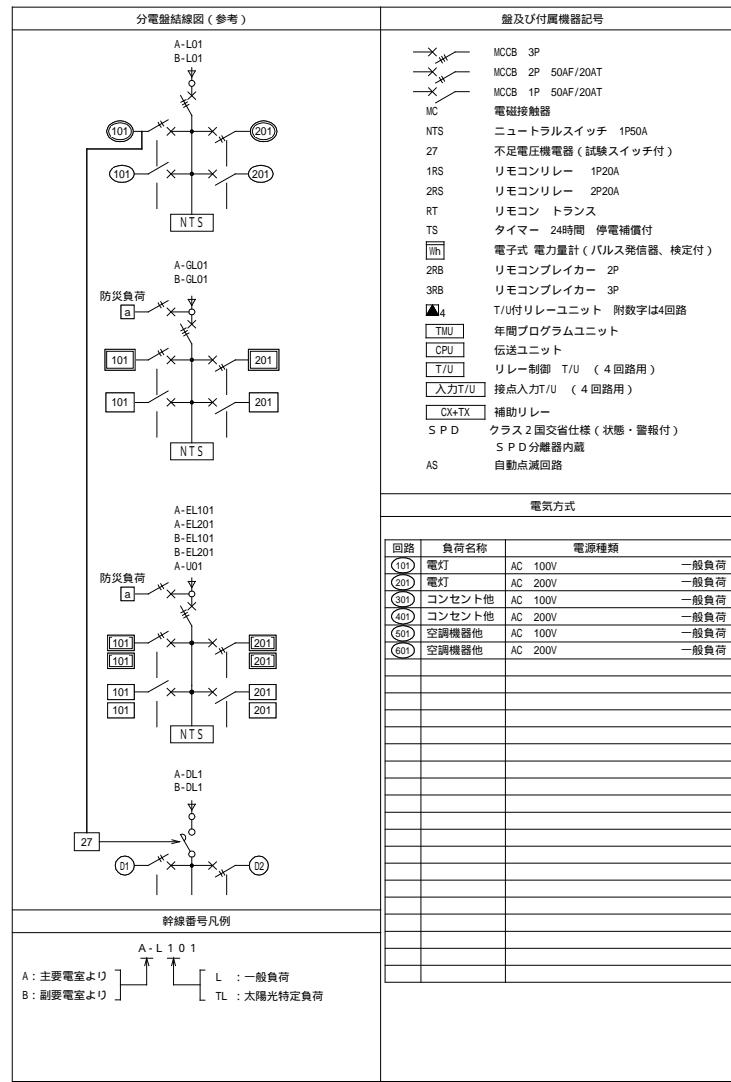 分電盤結線図(参考)
A-L01
B-L01
101
201
101
201
NTS
A-GL01
B-GL01
防災負荷
a
101
201
101
201
NTS
A-EL101
A-EL201
B-EL101
B-EL201
A-U01
防災負荷
a
101
201
101
201
101
201
101
201
NTS
A-DL1
B-DL1
27
D1
D2
幹線番号凡例
A-L101
A:主要電室より
B:副要電室より
L :一般負荷
TL :太陽光特定負荷
盤及び付属機器記号
MCCB 3P
MCCB 2P 50AF/20AT
MCCB 1P 50AF/20AT
MC 電磁接触器
NTS ニュートラルスイッチ 1P50A
27 不足電圧機電器(試験スイッチ付)
1RS リモコンリレー 1P20A
2RS リモコンリレー 2P20A
RT リモコン トランス
TS タイマー 24時間 停電補償付
Wh 電子式 電力量計(パルス発信器、検定付)
2RB リモコンブレイカー 2P
3RB リモコンブレイカー 3P
4 T/U付リレーユニット 附数字は4回路
TMU 年間プログラムユニット
CPU 伝送ユニット
T/U リレー制御 T/U (4回路用)
入力T/U 接点入力T/U (4回路用)
CX+TX 補助リレー
SPD クラス2国交省仕様(状態・警報付)
SPD分離器内蔵
AS 自動点滅回路
電気方式
回路 負荷名称 電源種類
101 電灯 AC 100V 一般負荷
201 電灯 AC 200V 一般負荷
301 コンセント他 AC 100V 一般負荷
401 コンセント他 AC 200V 一般負荷
501 空調機器他 AC 100V 一般負荷
601 空調機器他 AC 200V 一般負荷